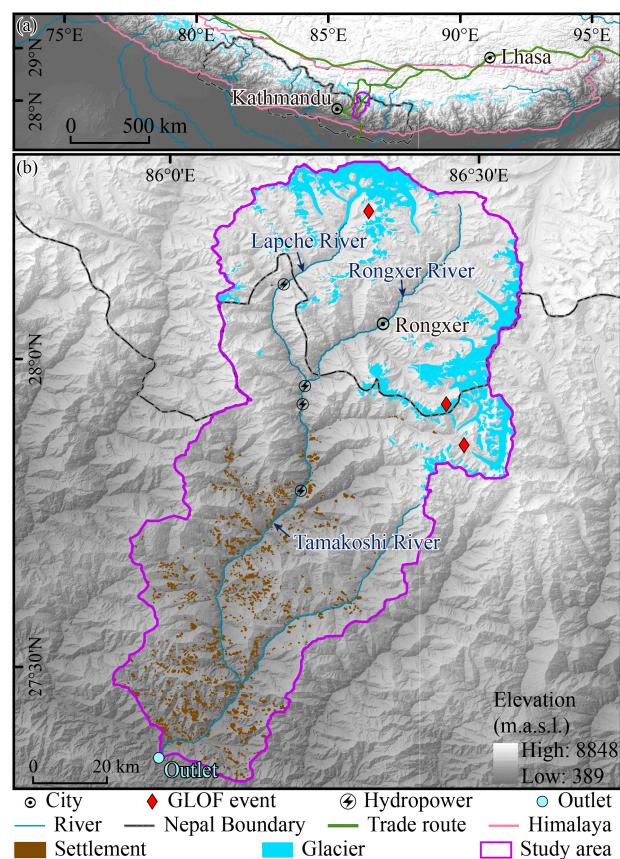 (a)
75°E 80°E 85°E 90°E 95°E
29°N
28°N
Lhasa
Kathmandu
0 500 km
(b)
86°0'E 86°30'E
Lapche River
Rongxer River
Rongxer
28°0'N
Tamakoshi River
27°30'N
Elevation
(m.a.s.l.)
High: 8848
Low: 389
0 20 km
Outlet
City GLOF event Hydropower Outlet
River Nepal Boundary Trade route Himalaya
Settlement Glacier Study area